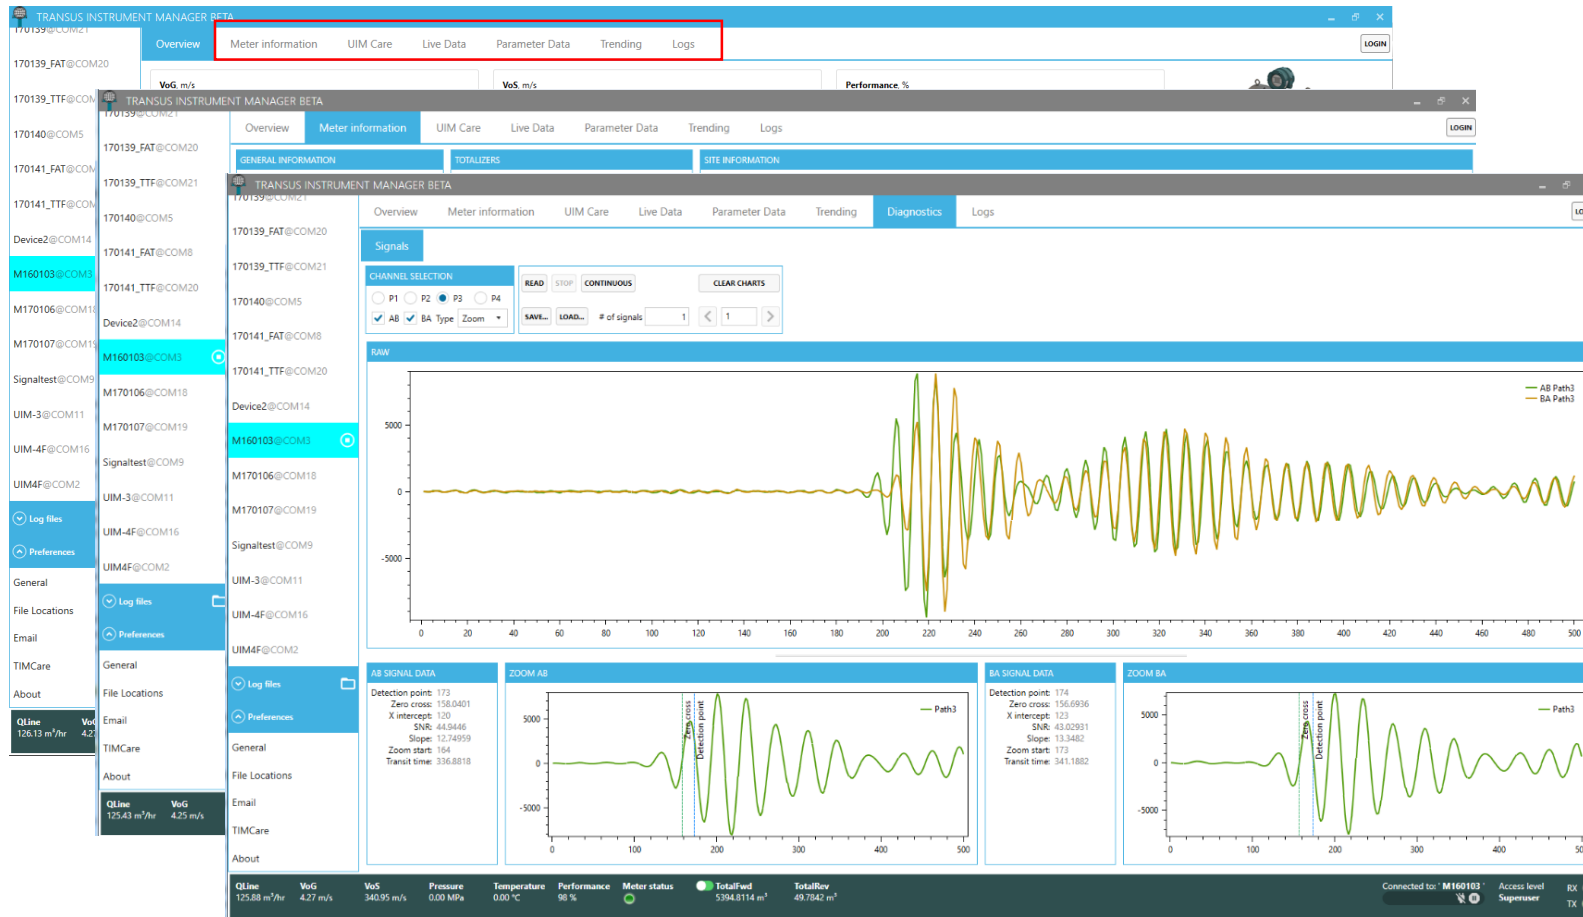 TRANSUS INSTRUMENT MANAGER BETA
170139@COM21
170139_FAT@COM20
170139_TTF@COM
170140@COM5
170141_FAT@COM
170141_TTF@COM
Device2@COM14
M160103@COM3
M170106@COM18
M170107@COM19
Signaltest@COM9
UIM-3@COM11
UIM-4F@COM16
UIM4F@COM2
Log files
Preferences
General
File Locations
Email
TIMCare
About
QLine VoG
126.13 m³/hr 4.27
Overview Meter information UIM Care Live Data Parameter Data Trending Logs
LOGIN
VoG, m/s VoS, m/s Performance, %
TRANSUS INSTRUMENT MANAGER BETA
170139@COM21
170139_FAT@COM20
170139_TTF@COM21
170140@COM5
170141_FAT@COM8
170141_TTF@COM20
Device2@COM14
M160103@COM3
M170106@COM18
M170107@COM19
Signaltest@COM9
UIM-3@COM11
UIM-4F@COM16
UIM4F@COM2
Log files
Preferences
General
File Locations
Email
TIMCare
About
QLine VoG
125.43 m³/hr 4.25 m/s
Overview Meter information UIM Care Live Data Parameter Data Trending Logs
LOGIN
GENERAL INFORMATION TOTALIZERS SITE INFORMATION
TRANSUS INSTRUMENT MANAGER BETA
170139@COM21
170139_FAT@COM20
170139_TTF@COM21
170140@COM5
170141_FAT@COM8
170141_TTF@COM20
Device2@COM14
M160103@COM3
M170106@COM18
M170107@COM19
Signaltest@COM9
UIM-3@COM11
UIM-4F@COM16
UIM4F@COM2
Log files
Preferences
General
File Locations
Email
TIMCare
About
Overview Meter information UIM Care Live Data Parameter Data Trending Diagnostics Logs
LO
Signals
CHANNEL SELECTION
P1 P2 P3 P4
AB BA Type Zoom
READ STOP CONTINUOUS CLEAR CHARTS
SAVE... LOAD... # of signals 1 1
RAW
AB Path3
BA Path3
5000
0
-5000
0 20 40 60 80 100 120 140 160 180 200 220 240 260 280 300 320 340 360 380 400 420 440 460 480 500
AB SIGNAL DATA
Detection point: 173
Zero cross: 158.0401
X intercept: 120
SNR: 44.9446
Slope: 12.74959
Zoom start: 164
Transit time: 336.8818
ZOOM AB
Path3
5000
0
-5000
Zero cross
Detection point
0 100 200 300 400 500
BA SIGNAL DATA
Detection point: 174
Zero cross: 156.6936
X intercept: 123
SNR: 43.02931
Slope: 13.3482
Zoom start: 173
Transit time: 341.1882
ZOOM BA
Path3
5000
0
-5000
Zero cross
Detection point
0 100 200 300 400 50
QLine VoG VoS Pressure Temperature Performance Meter status TotalFwd TotalRev
125.88 m³/hr 4.27 m/s 340.95 m/s 0.00 MPa 0.00 °C 98 % 5394.8114 m³ 49.7842 m³
Connected to: ' M160103 ' Access level RX
Superuser TX